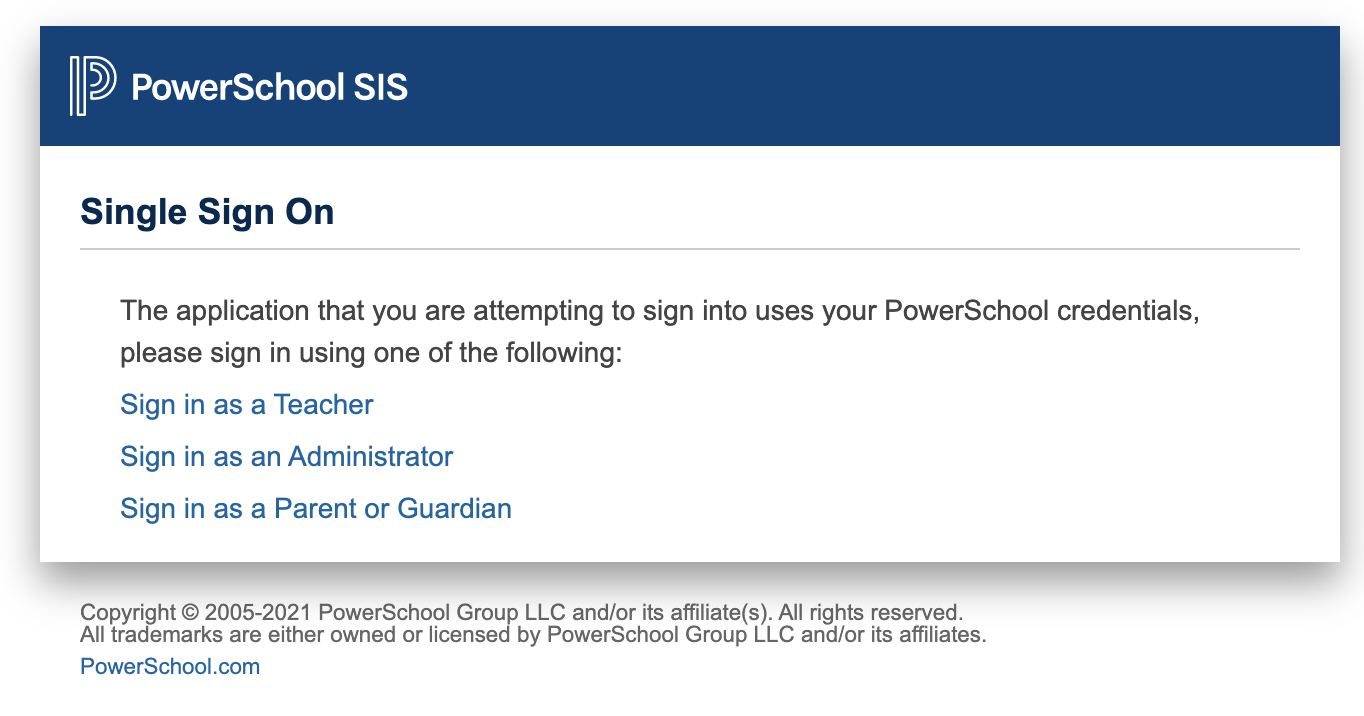 PowerSchool SIS
Single Sign On
The application that you are attempting to sign into uses your PowerSchool credentials,
please sign in using one of the following:
Sign in as a Teacher
Sign in as an Administrator
Sign in as a Parent or Guardian
Copyright © 2005-2021 PowerSchool Group LLC and/or its affiliate(s). All rights reserved.
All trademarks are either owned or licensed by PowerSchool Group LLC and/or its affiliates.
PowerSchool.com